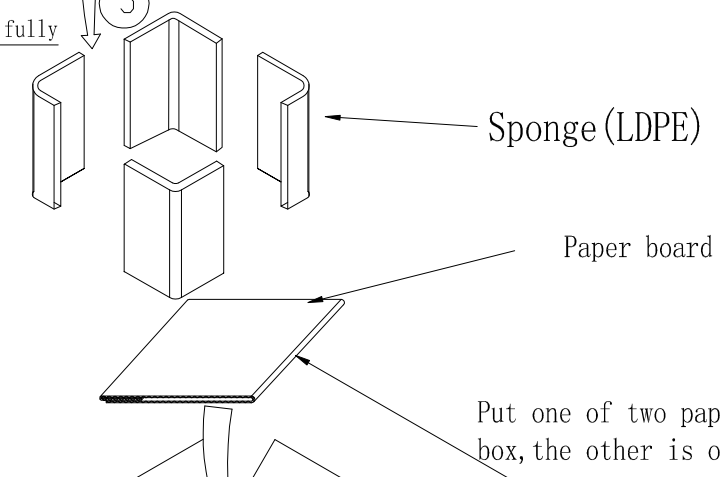 fully
Sponge(LDPE)
Paper board
Put one of two pap
box,the other is o